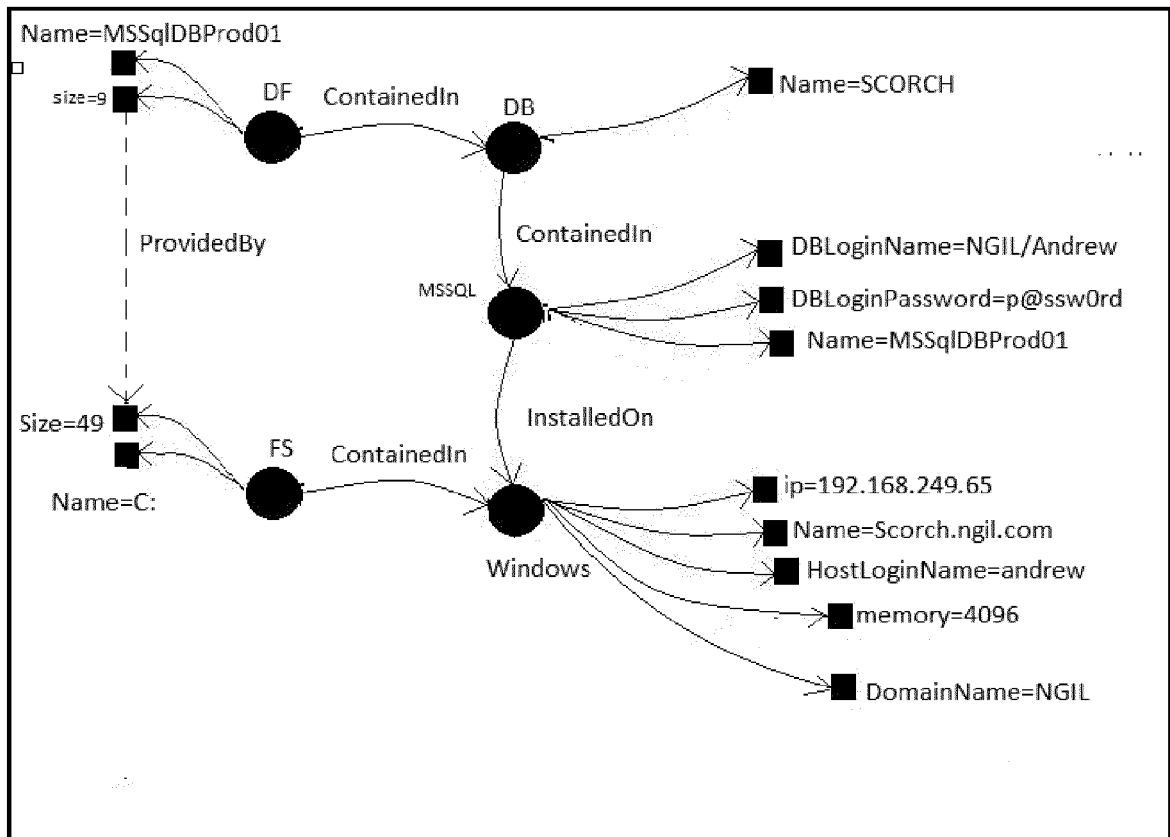 Name=MSSqlDBProd01
size=9
DF
ContainedIn
DB
Name=SCORCH
ProvidedBy
ContainedIn
MSSQL
DBLoginName=NGIL/Andrew
DBLoginPassword=p@ssw0rd
Name=MSSqlDBProd01
InstalledOn
Size=49
FS
ContainedIn
Name=C:
Windows
ip=192.168.249.65
Name=Scorch.ngil.com
HostLoginName=andrew
memory=4096
DomainName=NGIL